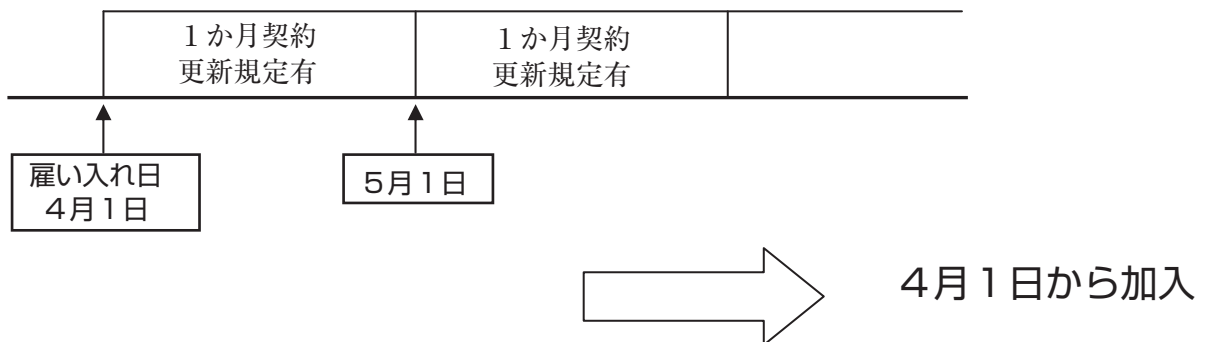 １か月契約
更新規定有
１か月契約
更新規定有
雇い入れ日
４月１日
５月１日
４月１日から加入